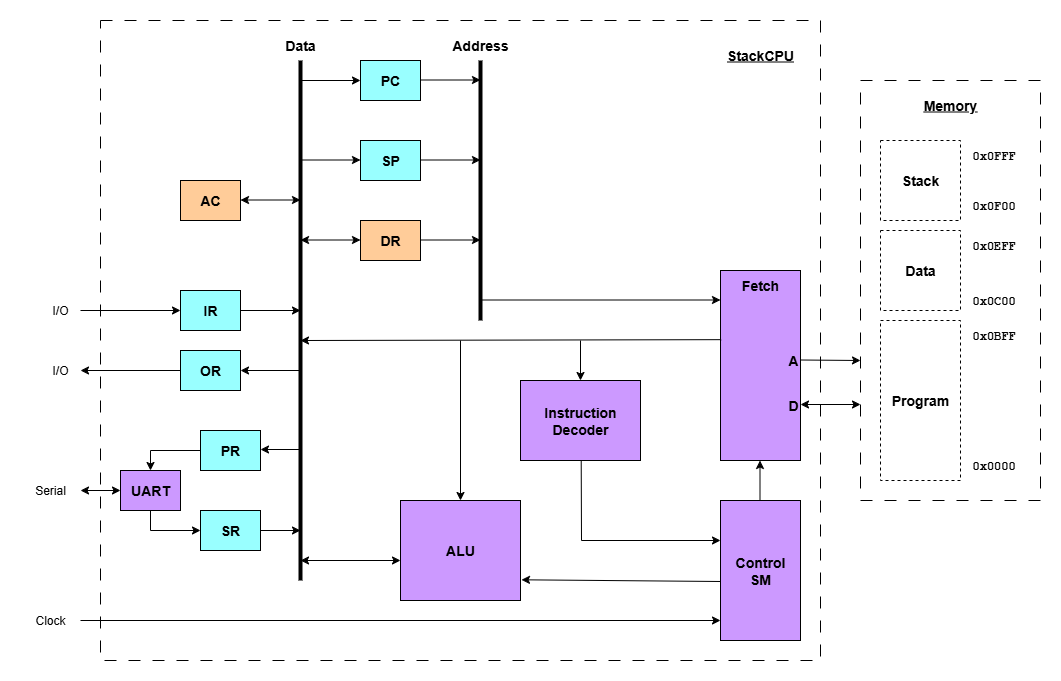 Data
Address
StackCPU
PC
SP
AC
DR
I/O
IR
I/O
OR
PR
Serial
UART
SR
ALU
Clock
Instruction
Decoder
Fetch
A
D
Control
SM
Memory
Stack
0x0FFF
0x0F00
Data
0x0EFF
0x0C00
Program
0x0BFF
0x0000